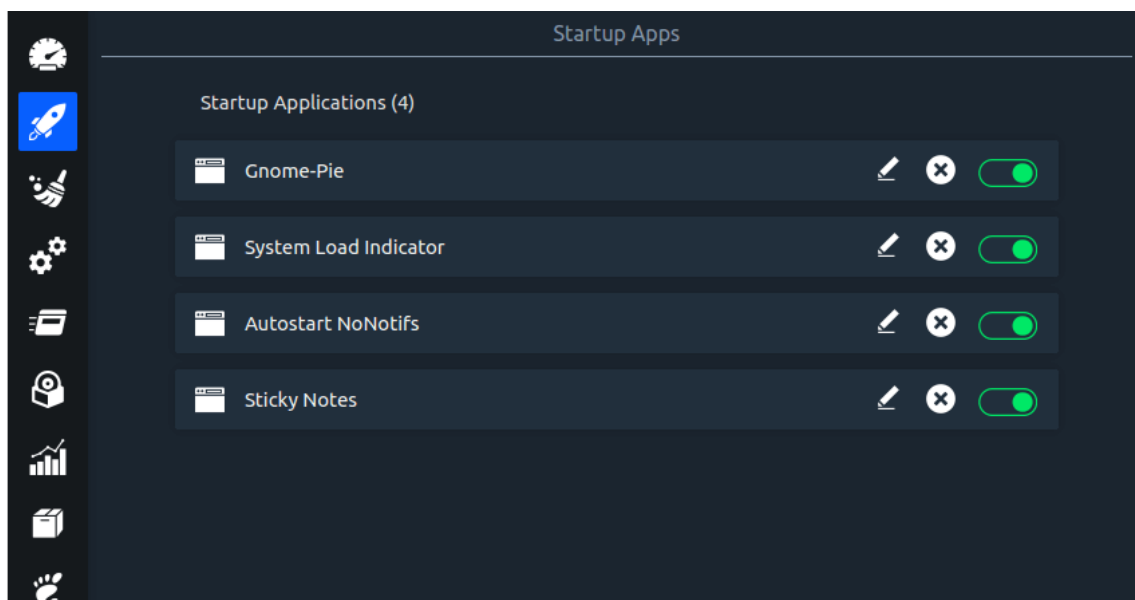 Startup Apps
Startup Applications (4)
Gnome-Pie
System Load Indicator
Autostart NoNotifs
Sticky Notes